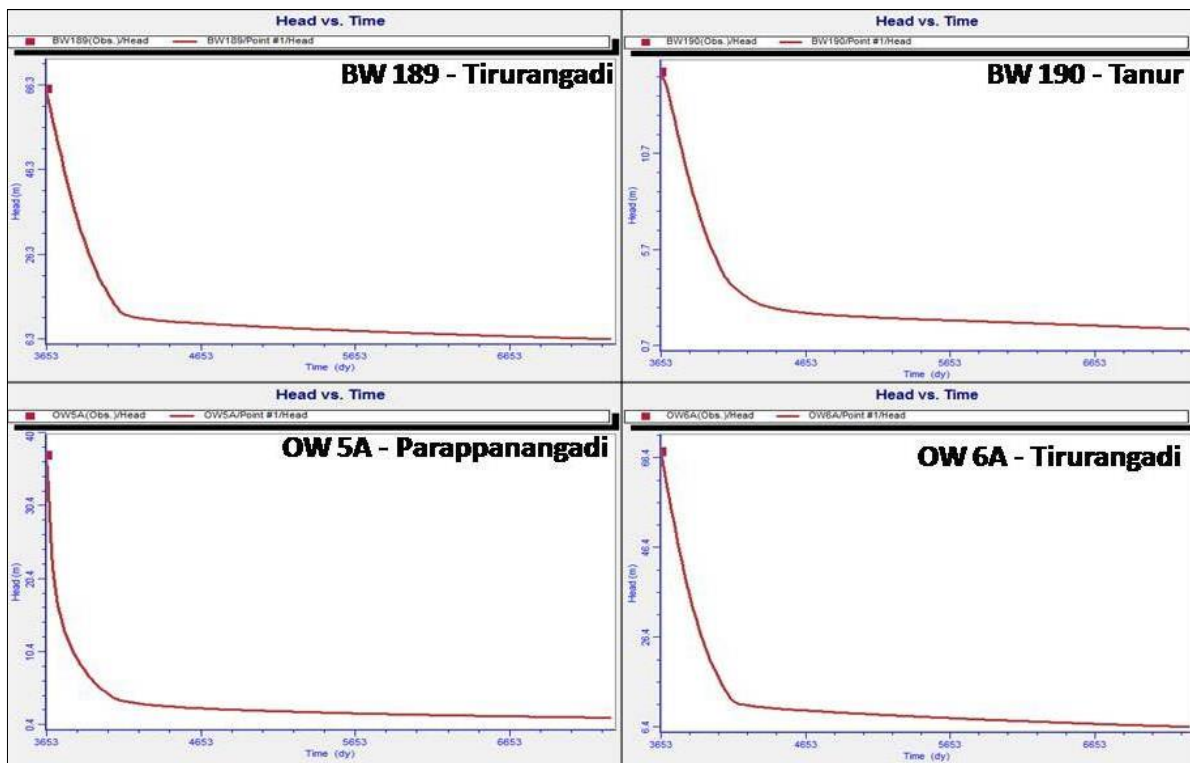 Head vs. Time
BW189(Obs.)/Head BW189/Point #1/Head
BW 189 - Tirurangadi
66.3
46.3
26.3
6.3
Head (m)
3653 4653 5653 6653
Time (dy)
Head vs. Time
BW190(Obs.)/Head BW190/Point #1/Head
BW 190 - Tanur
10.7
5.7
0.7
Head (m)
3653 4653 5653 6653
Time (dy)
Head vs. Time
OW5A(Obs.)/Head OW5A/Point #1/Head
OW 5A - Parappanangadi
40
30.4
20.4
10.4
0.4
Head (m)
3653 4653 5653 6653
Time (dy)
Head vs. Time
OW6A(Obs.)/Head OW6A/Point #1/Head
OW 6A - Tirurangadi
66.4
46.4
26.4
6.4
Head (m)
3653 4653 5653 6653
Time (dy)